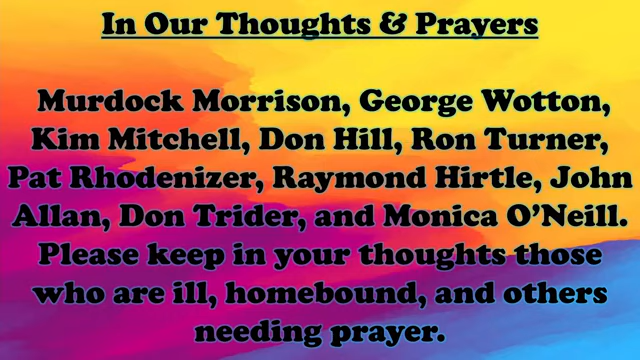 In Our Thoughts & Prayers
Murdock Morrison, George Wotton,
Kim Mitchell, Don Hill, Ron Turner,
Pat Rhodenizer, Raymond Hirtle, John
Allan, Don Trider, and Monica O’Neill.
Please keep in your thoughts those
who are ill, homebound, and others
needing prayer.